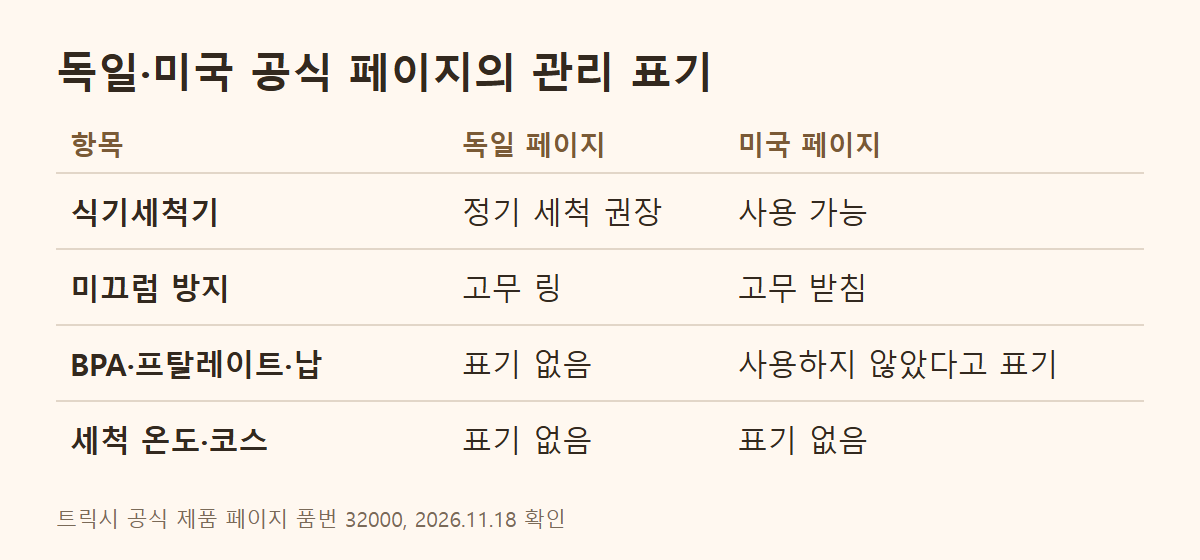 독일·미국 공식 페이지의 관리 표기
항목 독일 페이지 미국 페이지
식기세척기 정기 세척 권장 사용 가능
미끄럼 방지 고무 링 고무 받침
BPA·프탈레이트·납 표기 없음 사용하지 않았다고 표기
세척 온도·코스 표기 없음 표기 없음
트릭시 공식 제품 페이지 품번 32000, 2026.11.18 확인